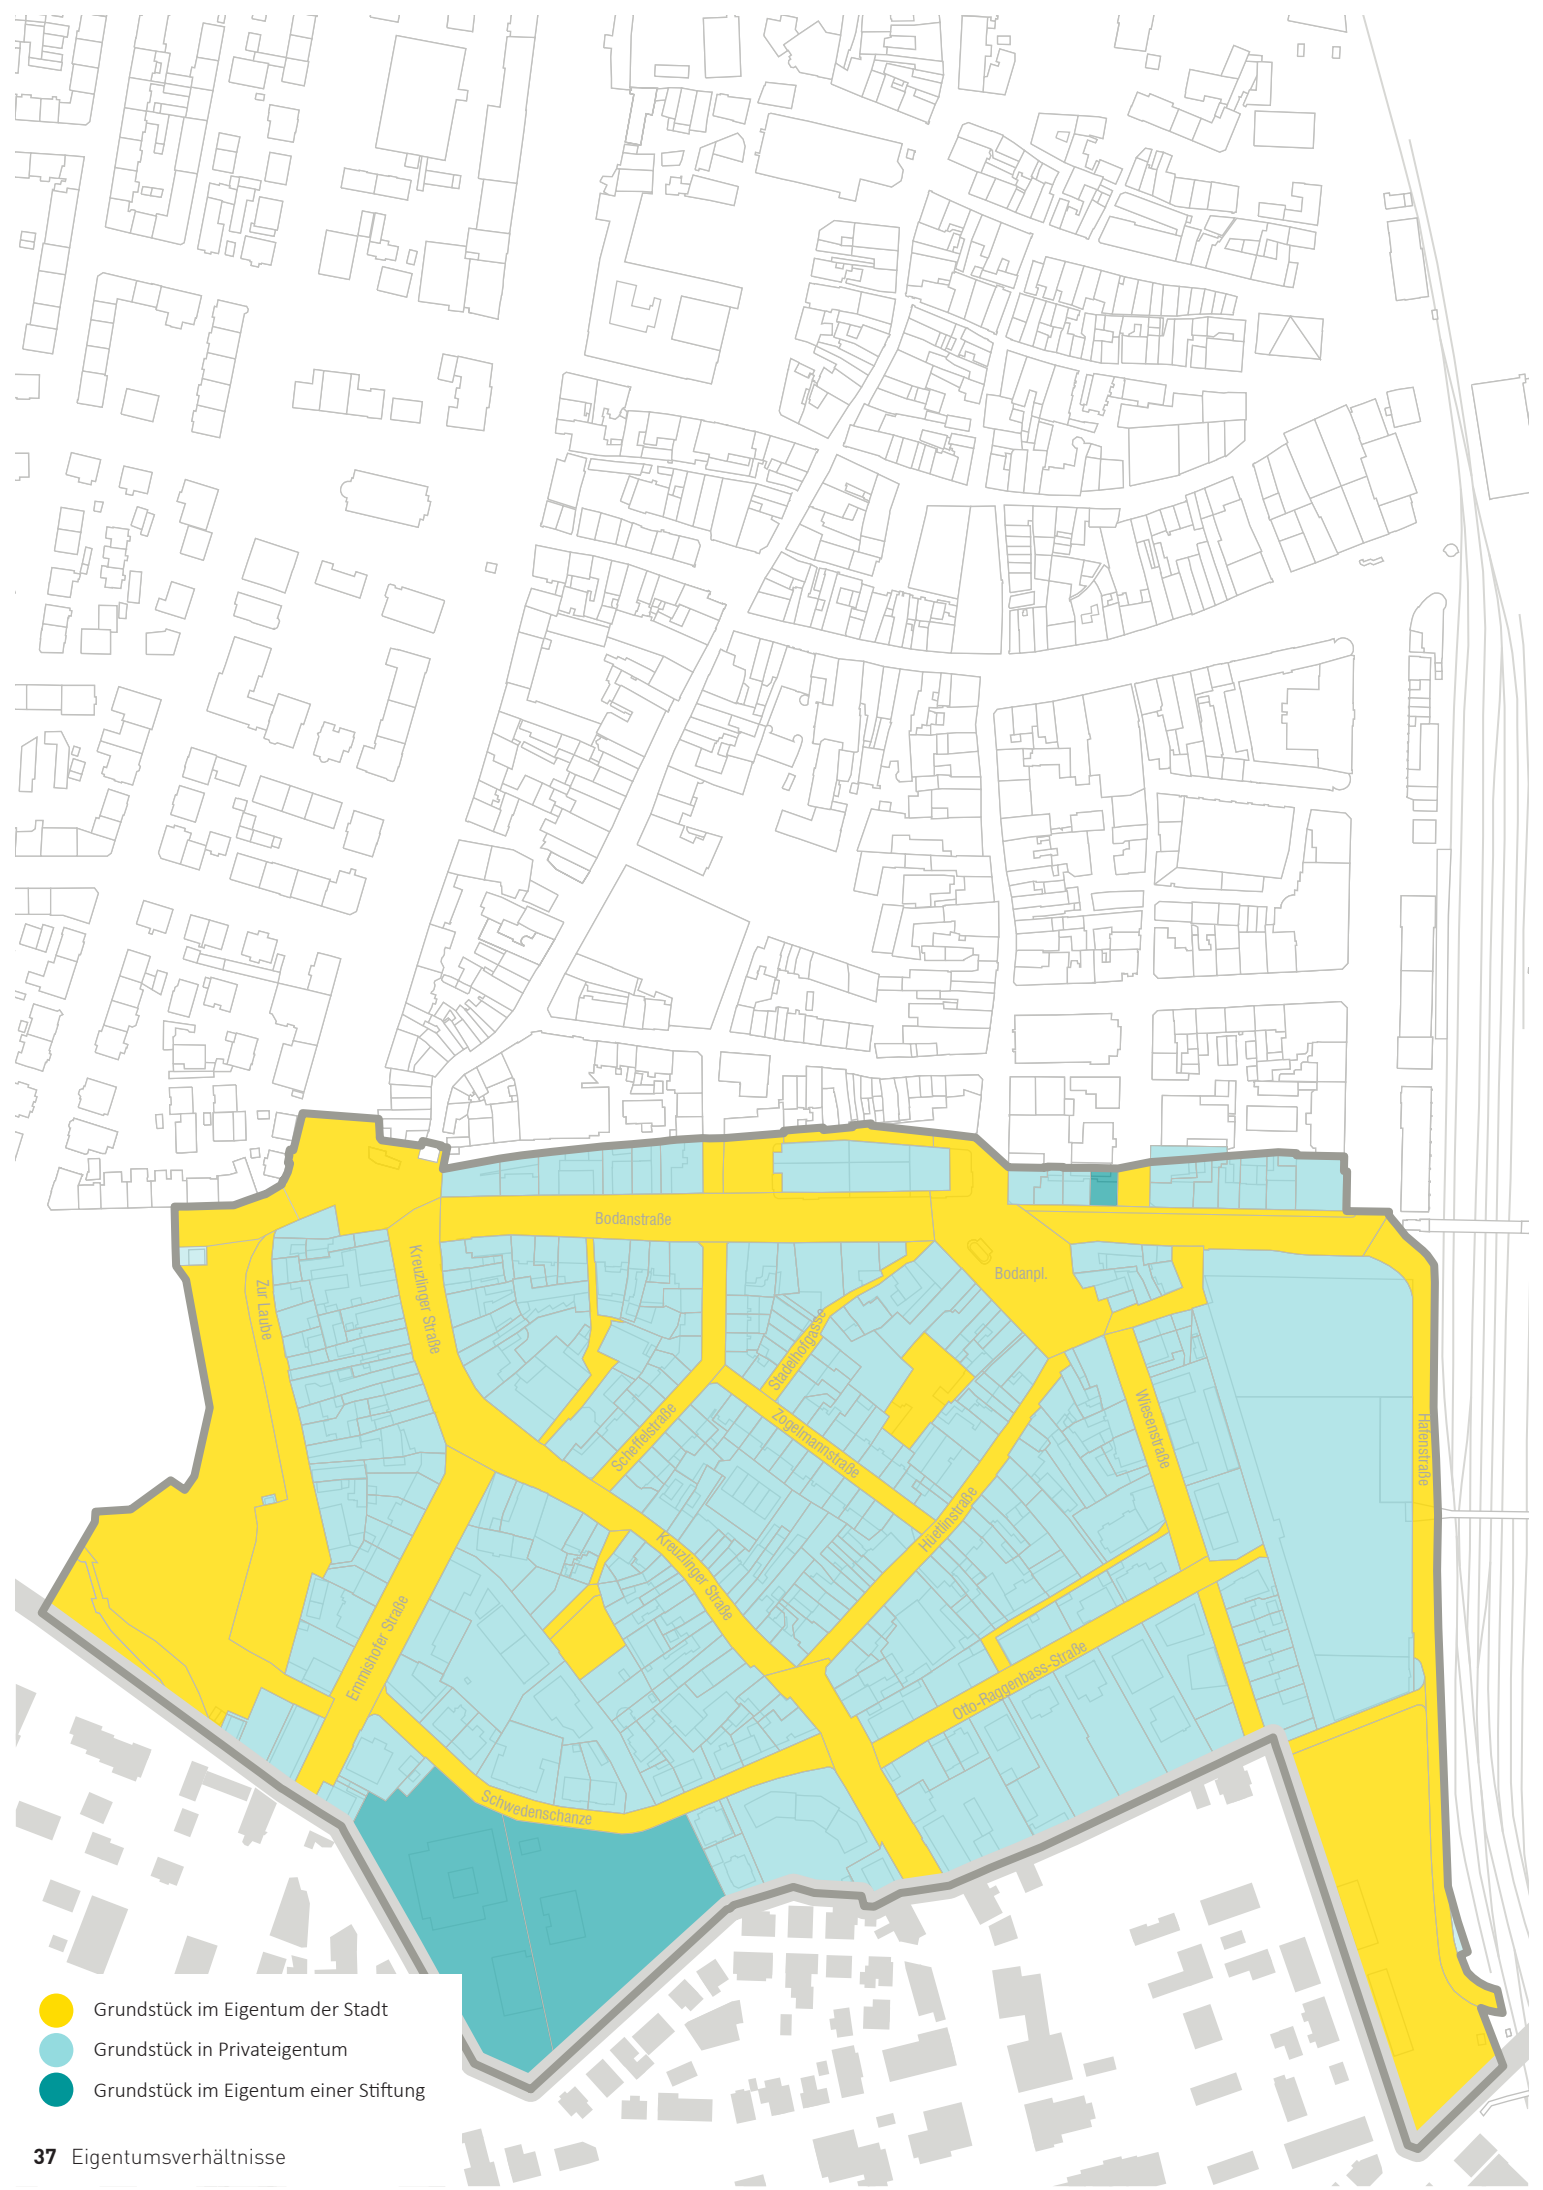 Bodanstraße
Bodanpl.
Kreuzlinger Straße
Zur Laube
Stadelhofgasse
Scheffelstraße
Zogelmannstraße
Wiesenstraße
Hafenstraße
Hüetlinstraße
Kreuzlinger Straße
Emmishofer Straße
Otto-Raggenbass-Straße
Schwedenschanze
Grundstück im Eigentum der Stadt
Grundstück in Privateigentum
Grundstück im Eigentum einer Stiftung
37 Eigentumsverhältnisse